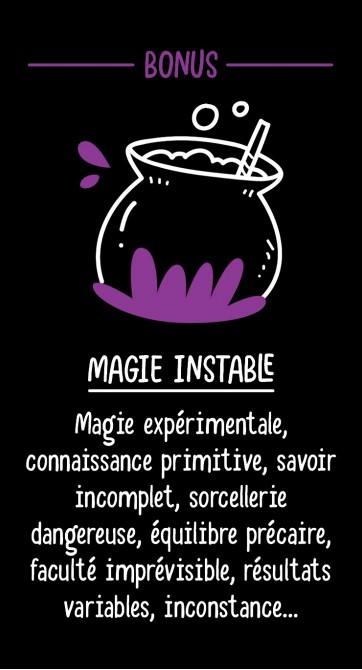 BONUS
MAGIE INSTABLE
Magie expérimentale,
connaissance primitive, savoir
incomplet, sorcellerie
dangereuse, équilibre précaire,
faculté imprévisible, résultats
variables, inconstance...